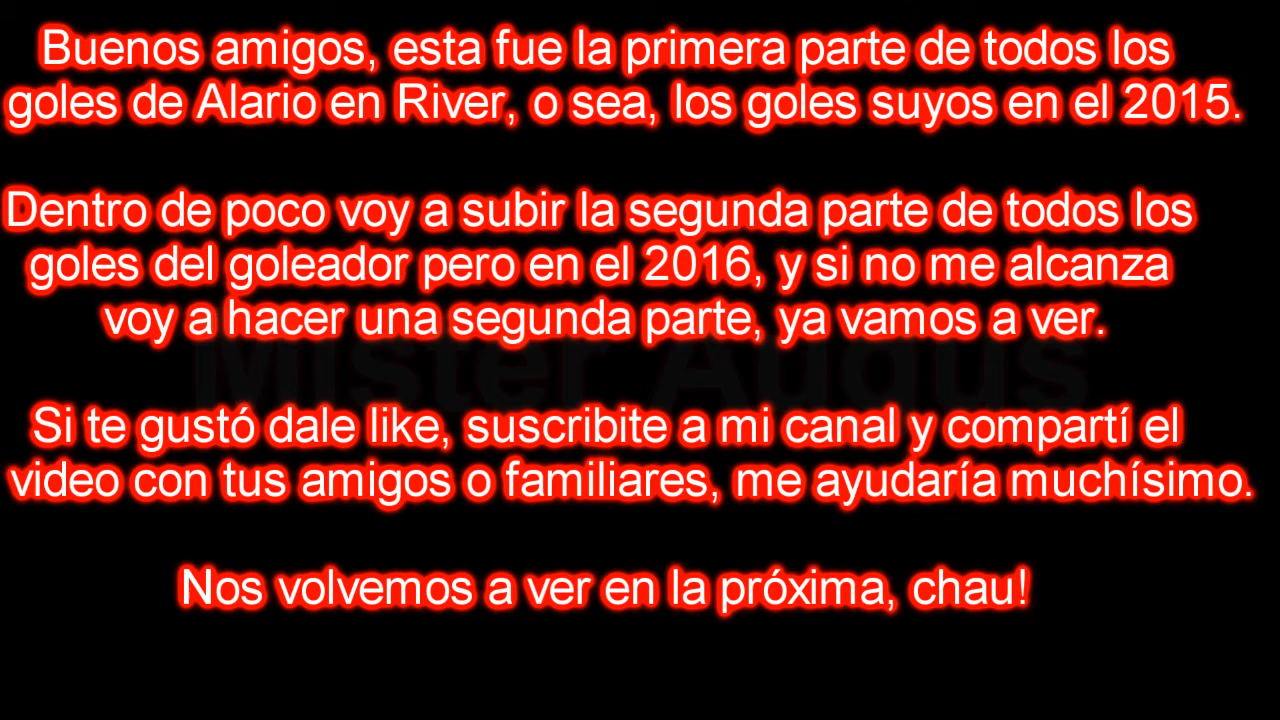 Buenos amigos, esta fue la primera parte de todos los
goles de Alario en River, o sea, los goles suyos en el 2015.
Dentro de poco voy a subir la segunda parte de todos los
goles del goleador pero en el 2016, y si no me alcanza
voy a hacer una segunda parte, ya vamos a ver.
Mister Augus
Si te gustó dale like, suscribite a mi canal y compartí el
video con tus amigos o familiares, me ayudaría muchísimo.
Nos volvemos a ver en la próxima, chau!